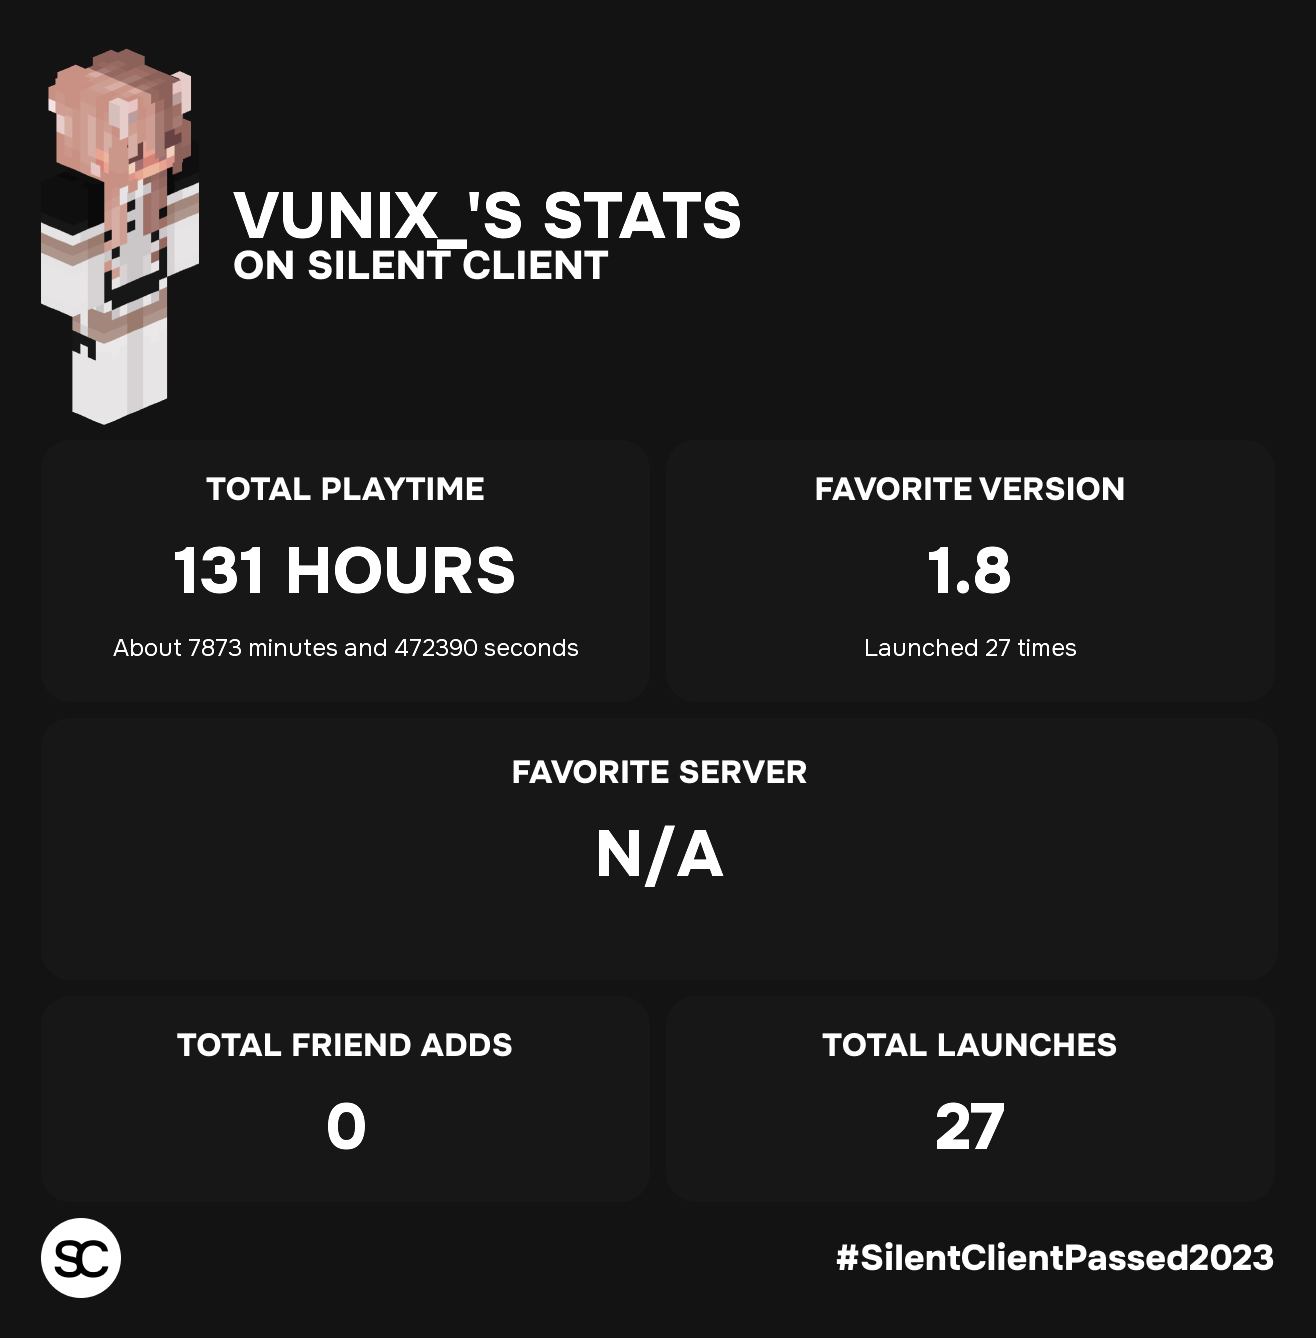 VUNIX_'S STATS
ON SILENT CLIENT
TOTAL PLAYTIME
131 HOURS
About 7873 minutes and 472390 seconds
FAVORITE VERSION
1.8
Launched 27 times
FAVORITE SERVER
N/A
TOTAL FRIEND ADDS
0
TOTAL LAUNCHES
27
SC
#SilentClientPassed2023